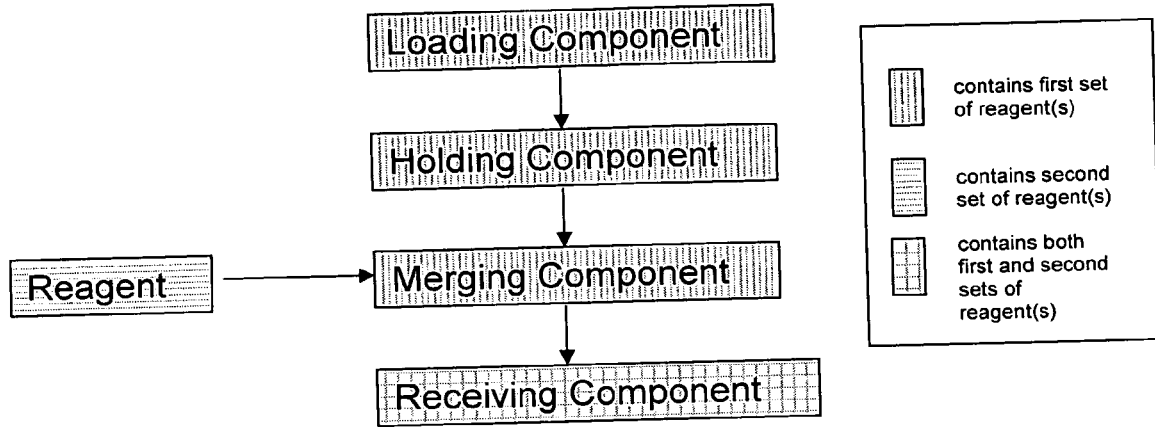 Loading Component
Holding Component
Reagent
Merging Component
Receiving Component
contains first set
of reagent(s)
contains second
set of reagent(s)
contains both
first and second
sets of
reagent(s)